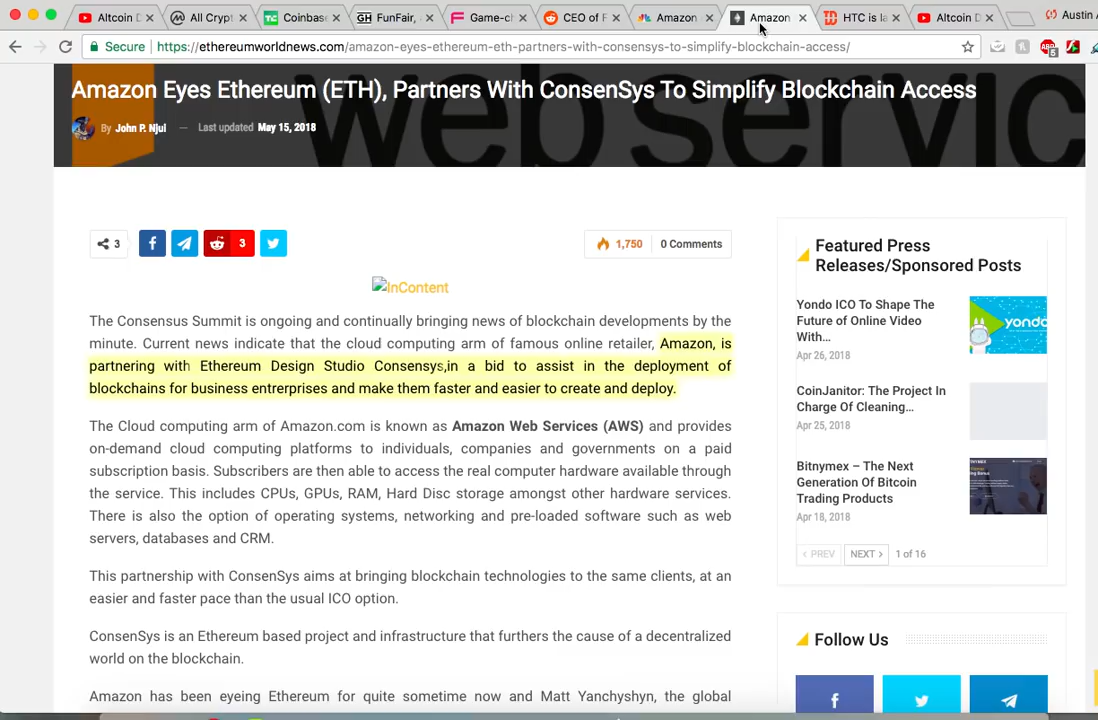 Altcoin D
All Crypt
Coinbase
FunFair,
Game-ch
CEO of F
Amazon
Amazon
HTC is la
Altcoin D
Austin
Secure
https://ethereumworldnews.com/amazon-eyes-ethereum-eth-partners-with-consensys-to-simplify-blockchain-access/
webservic
Amazon Eyes Ethereum (ETH), Partners With ConsenSys To Simplify Blockchain Access
By John P. Njui — Last updated May 15, 2018
3
3
1,750
0 Comments
InContent
The Consensus Summit is ongoing and continually bringing news of blockchain developments by the
minute. Current news indicate that the cloud computing arm of famous online retailer, Amazon, is
partnering with Ethereum Design Studio Consensys,in a bid to assist in the deployment of
blockchains for business entrerprises and make them faster and easier to create and deploy.
The Cloud computing arm of Amazon.com is known as Amazon Web Services (AWS) and provides
on-demand cloud computing platforms to individuals, companies and governments on a paid
subscription basis. Subscribers are then able to access the real computer hardware available through
the service. This includes CPUs, GPUs, RAM, Hard Disc storage amongst other hardware services.
There is also the option of operating systems, networking and pre-loaded software such as web
servers, databases and CRM.
This partnership with ConsenSys aims at bringing blockchain technologies to the same clients, at an
easier and faster pace than the usual ICO option.
ConsenSys is an Ethereum based project and infrastructure that furthers the cause of a decentralized
world on the blockchain.
Amazon has been eyeing Ethereum for quite sometime now and Matt Yanchyshyn, the global
Featured Press
Releases/Sponsored Posts
Yondo ICO To Shape The
Future of Online Video
With...
Apr 26, 2018
yondo
CoinJanitor: The Project In
Charge Of Cleaning...
Apr 25, 2018
Bitnymex – The Next
Generation Of Bitcoin
Trading Products
Apr 18, 2018
PREV
NEXT
1 of 16
Follow Us